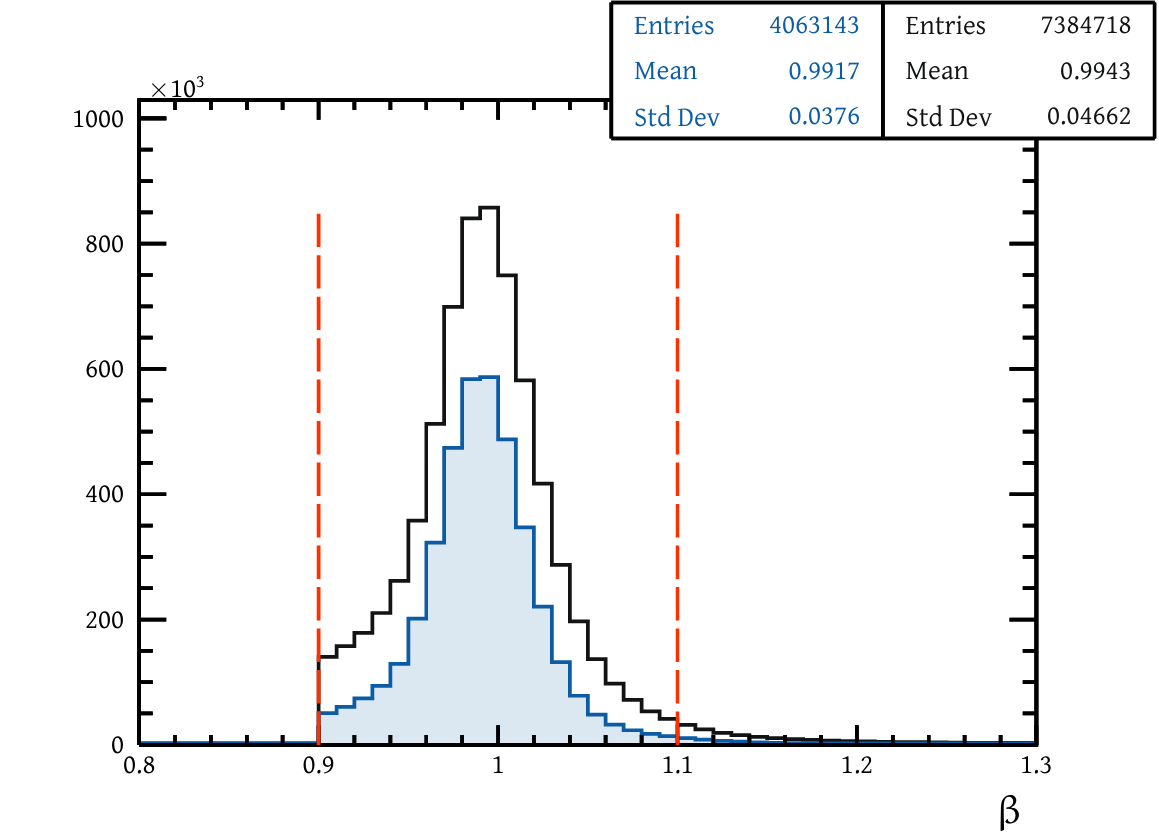 Entries 4063143 Entries 7384718
Mean 0.9917 Mean 0.9943
Std Dev 0.0376 Std Dev 0.04662
×10³
1000
800
600
400
200
0
0.8 0.9 1 1.1 1.2 1.3
β